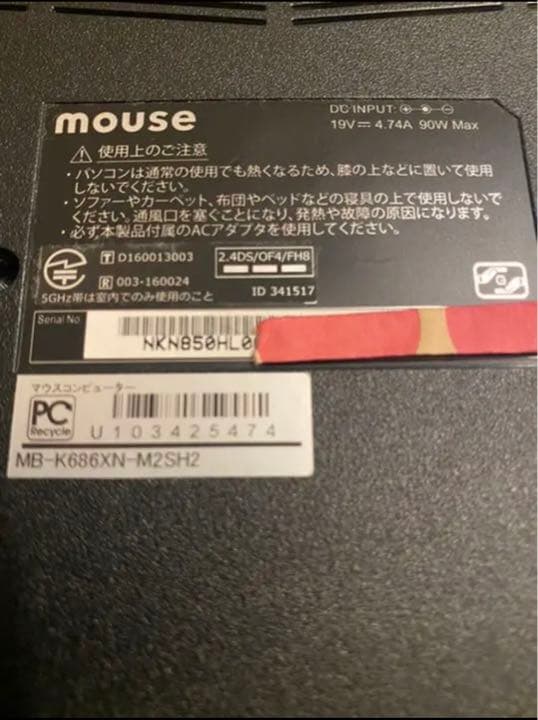 mouse
DC INPUT:
19V 4.74A 90W Max
使用上のご注意
・パソコンは通常の使用でも熱くなるため、膝の上などに置いて使用
しないでください。
・ソファーやカーペット、布団やベッドなどの寝具の上で使用しないで
ください。通風口を塞ぐことになり、発熱や故障の原因になります。
・必ず本製品付属のACアダプタを使用してください。
T D160013003
R 003-160024
5GHz帯は室内でのみ使用のこと
2.4DS/OF4/FH8
ID 341517
Serial No.
NKN850HL0
マウスコンピューター
PC
Recycle
U103425474
MB-K686XN-M2SH2